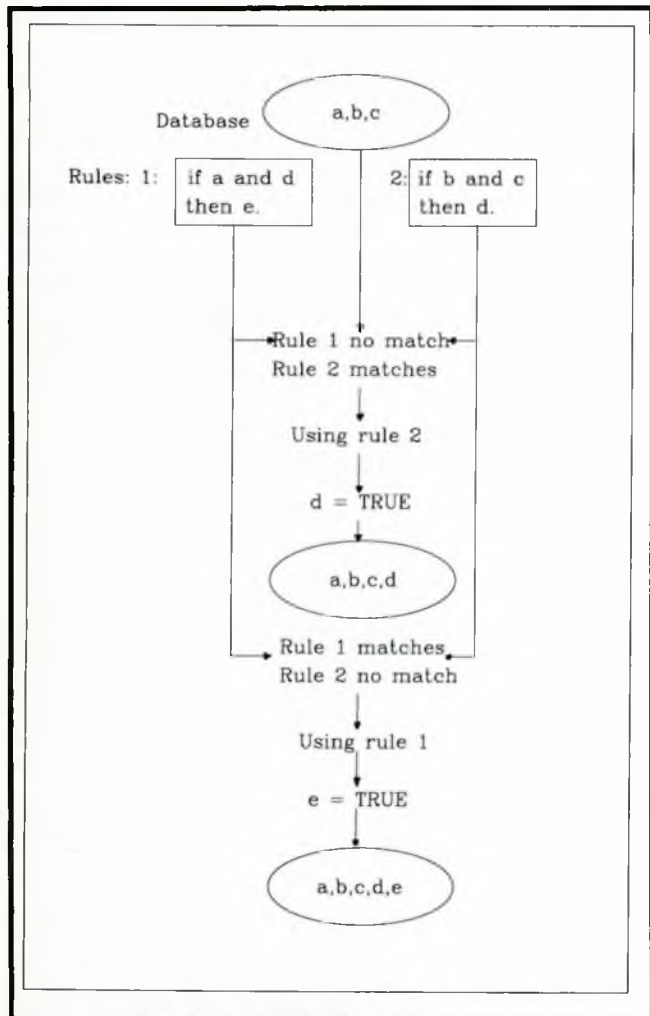 a,b,c
Database
Rules: 1: if a and d
then e.
2: if b and c
then d.
Rule 1 no match
Rule 2 matches
Using rule 2
d = TRUE
a,b,c,d
Rule 1 matches
Rule 2 no match
Using rule 1
e = TRUE
a,b,c,d,e